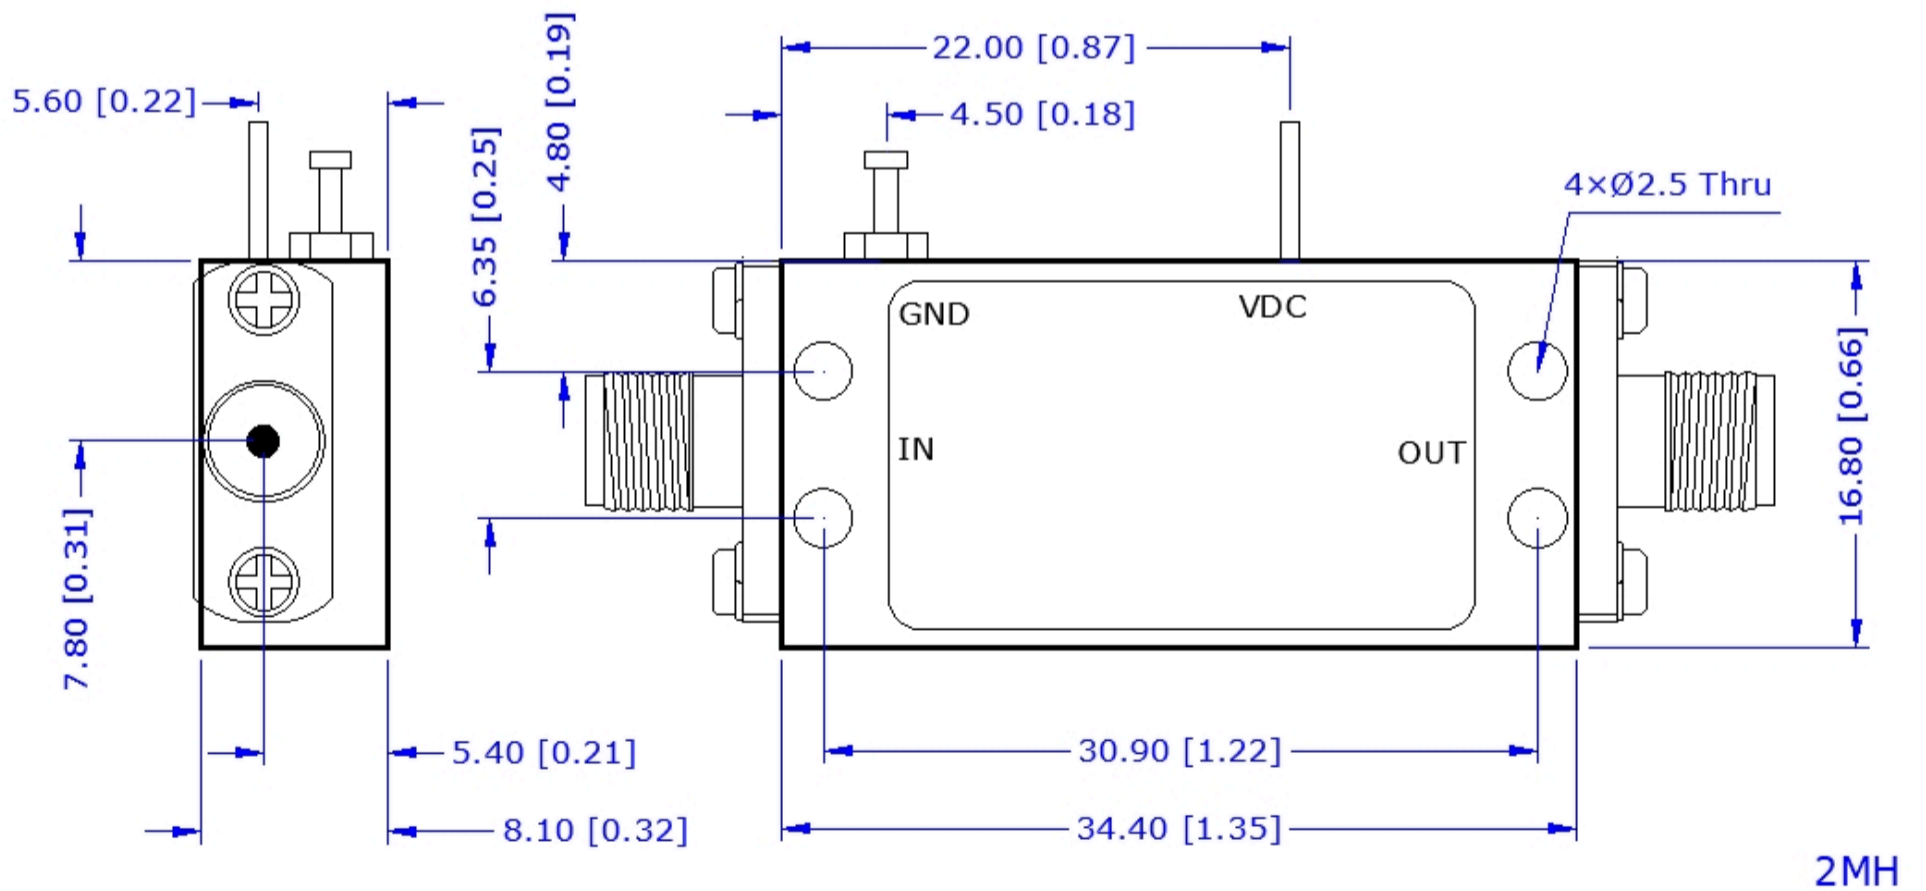 22.00 [0.87]
5.60 [0.22]
4.80 [0.19]
4.50 [0.18]
6.35 [0.25]
4×Ø2.5 Thru
GND
VDC
IN
OUT
16.80 [0.66]
7.80 [0.31]
5.40 [0.21]
30.90 [1.22]
8.10 [0.32]
34.40 [1.35]
2MH